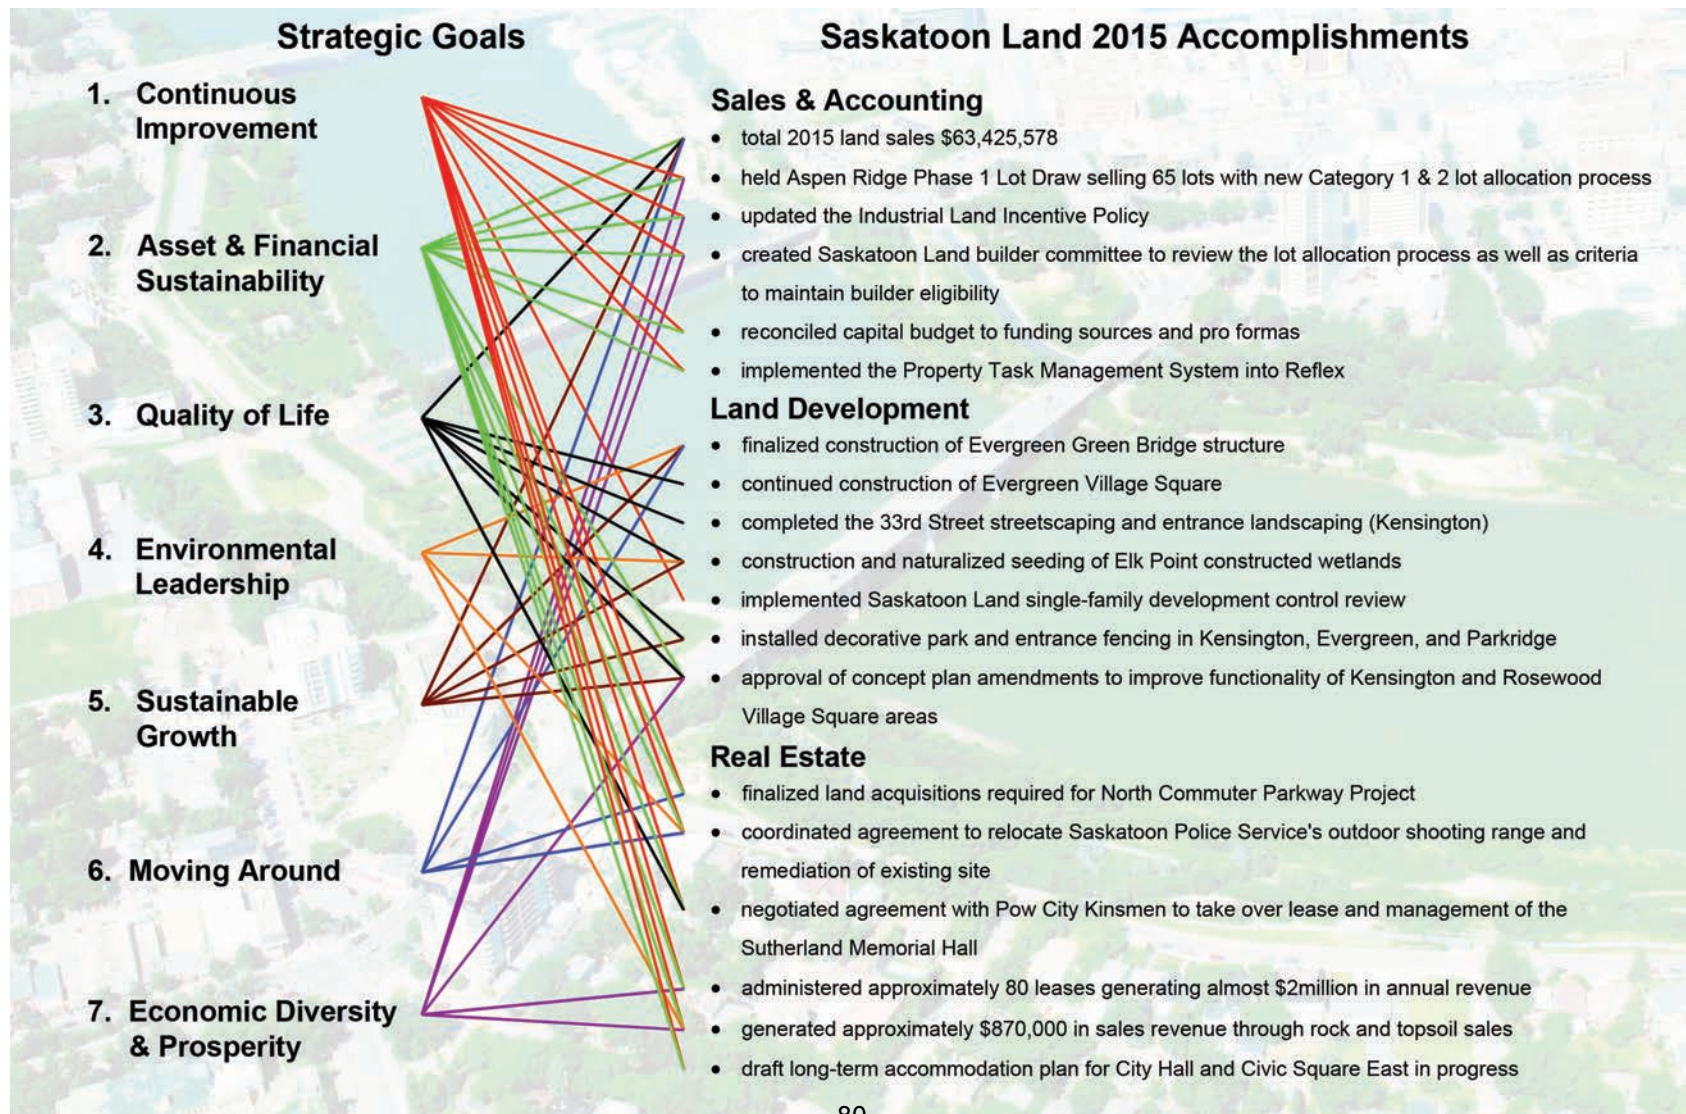 Strategic Goals
1. Continuous
Improvement
2. Asset & Financial
Sustainability
3. Quality of Life
4. Environmental
Leadership
5. Sustainable
Growth
6. Moving Around
7. Economic Diversity
& Prosperity
Saskatoon Land 2015 Accomplishments
Sales & Accounting
• total 2015 land sales $63,425,578
• held Aspen Ridge Phase 1 Lot Draw selling 65 lots with new Category 1 & 2 lot allocation process
• updated the Industrial Land Incentive Policy
• created Saskatoon Land builder committee to review the lot allocation process as well as criteria
to maintain builder eligibility
• reconciled capital budget to funding sources and pro formas
• implemented the Property Task Management System into Reflex
Land Development
• finalized construction of Evergreen Green Bridge structure
• continued construction of Evergreen Village Square
• completed the 33rd Street streetscaping and entrance landscaping (Kensington)
• construction and naturalized seeding of Elk Point constructed wetlands
• implemented Saskatoon Land single-family development control review
• installed decorative park and entrance fencing in Kensington, Evergreen, and Parkridge
• approval of concept plan amendments to improve functionality of Kensington and Rosewood
Village Square areas
Real Estate
• finalized land acquisitions required for North Commuter Parkway Project
• coordinated agreement to relocate Saskatoon Police Service's outdoor shooting range and
remediation of existing site
• negotiated agreement with Pow City Kinsmen to take over lease and management of the
Sutherland Memorial Hall
• administered approximately 80 leases generating almost $2million in annual revenue
• generated approximately $870,000 in sales revenue through rock and topsoil sales
• draft long-term accommodation plan for City Hall and Civic Square East in progress